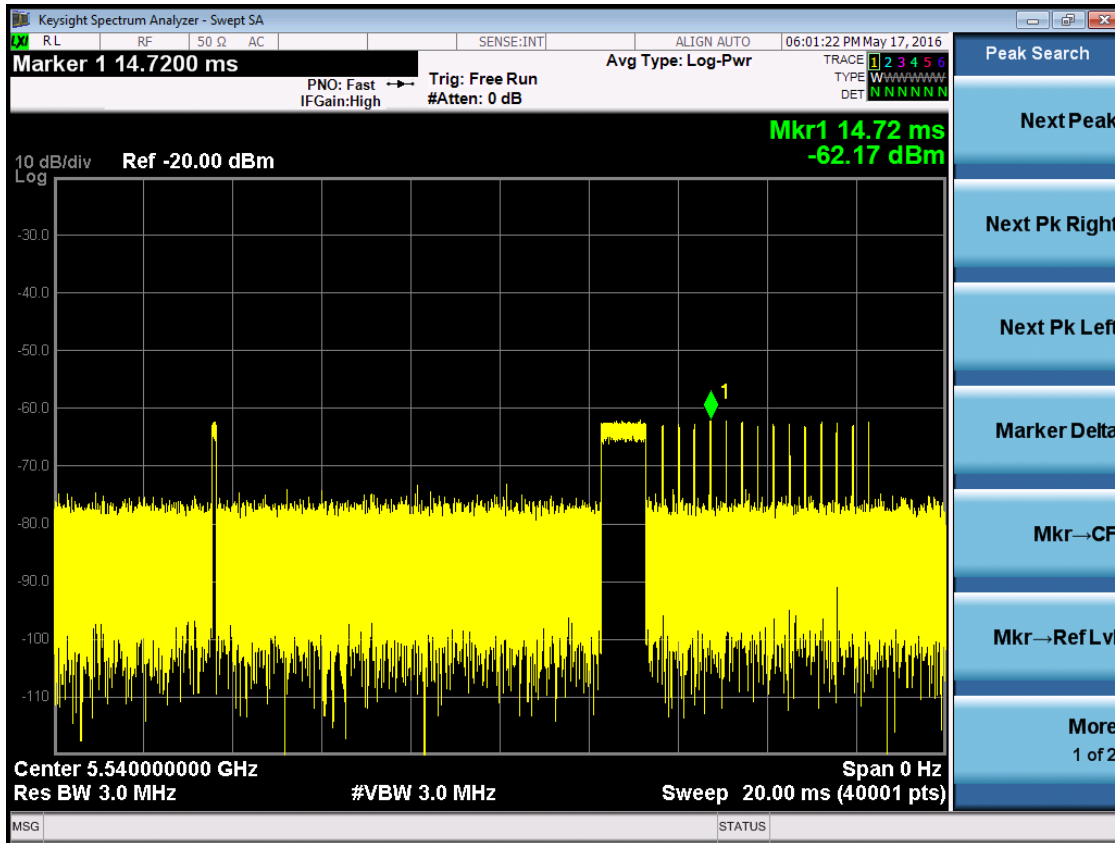 Keysight Spectrum Analyzer - Swept SA
LXI RL RF 50 Ω AC SENSE:INT ALIGN AUTO 06:01:22 PM May 17, 2016
Marker 1 14.7200 ms
PNO: Fast
IFGain:High
Trig: Free Run
#Atten: 0 dB
Avg Type: Log-Pwr
TRACE 1 2 3 4 5 6
TYPE WWWWWWW
DET N N N N N N
Mkr1 14.72 ms
-62.17 dBm
10 dB/div Ref -20.00 dBm
Log
-30.0
-40.0
-50.0
-60.0
-70.0
-80.0
-90.0
-100
-110
1
Center 5.540000000 GHz Span 0 Hz
Res BW 3.0 MHz #VBW 3.0 MHz Sweep 20.00 ms (40001 pts)
MSG STATUS
Peak Search
Next Peak
Next Pk Right
Next Pk Left
Marker Delta
Mkr→CF
Mkr→Ref Lvl
More
1 of 2